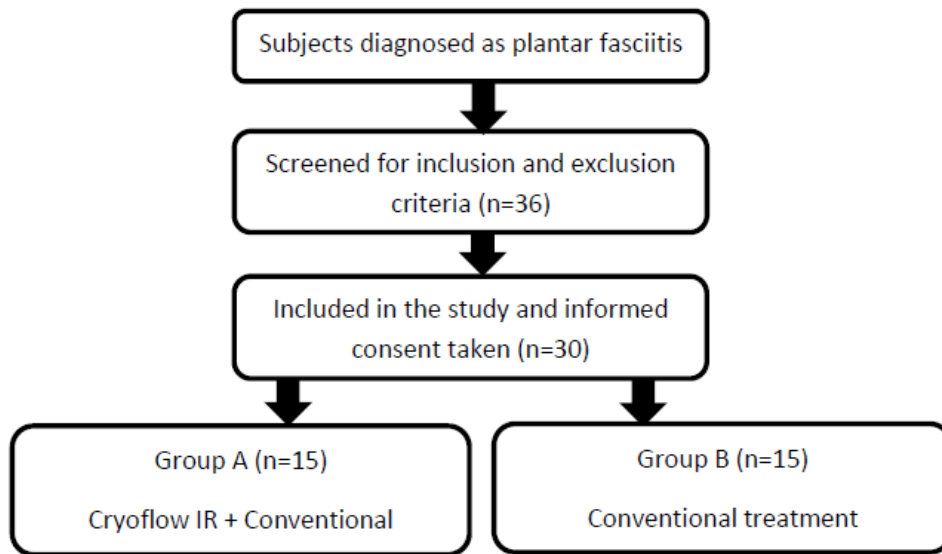 Subjects diagnosed as plantar fasciitis
Screened for inclusion and exclusion
criteria (n=36)
Included in the study and informed
consent taken (n=30)
Group A (n=15)
Cryoflow IR + Conventional
Group B (n=15)
Conventional treatment